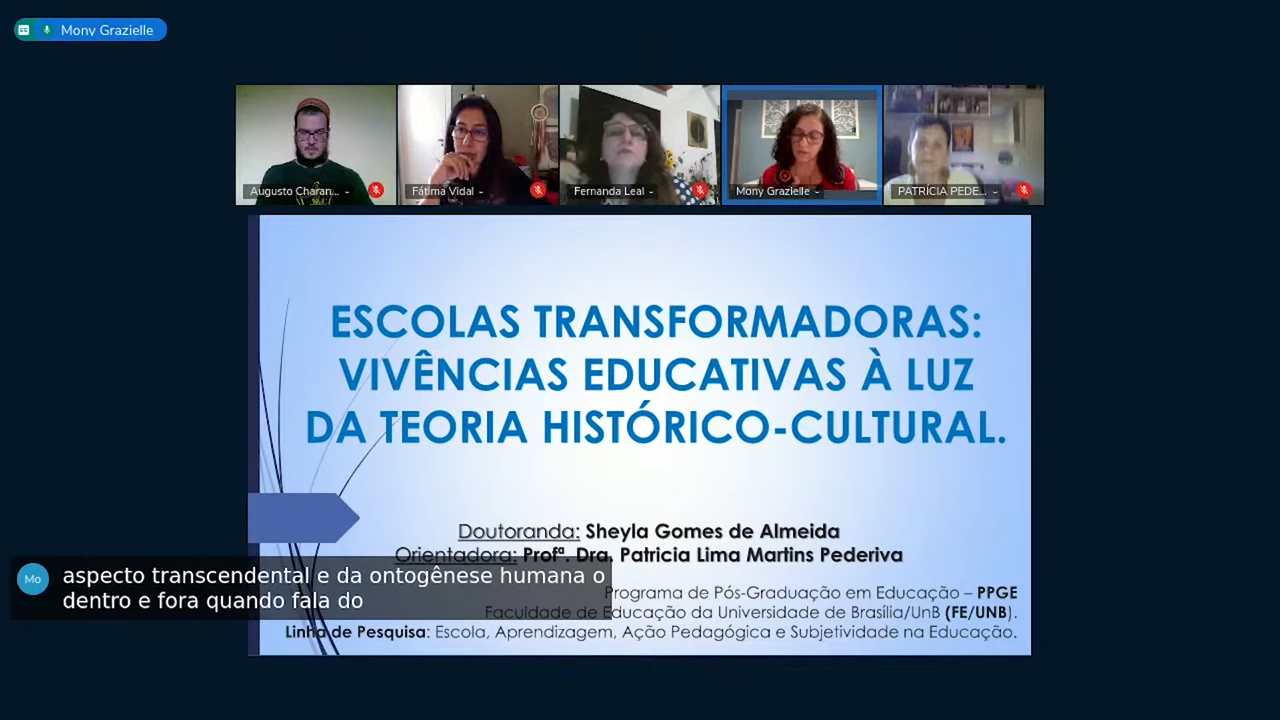 Mony Grazielle
Augusto Charan...
Fátima Vidal
Fernanda Leal
Mony Grazielle
PATRÍCIA PEDE...
ESCOLAS TRANSFORMADORAS:
VIVÊNCIAS EDUCATIVAS À LUZ
DA TEORIA HISTÓRICO-CULTURAL.
Doutoranda: Sheyla Gomes de Almeida
Orientadora: Profª. Dra. Patricia Lima Martins Pederiva
Mo
aspecto transcendental e da ontogênese humana o
dentro e fora quando fala do
Programa de Pós-Graduação em Educação – PPGE
Faculdade de Educação da Universidade de Brasília/UnB (FE/UNB).
Linha de Pesquisa: Escola, Aprendizagem, Ação Pedagógica e Subjetividade na Educação.